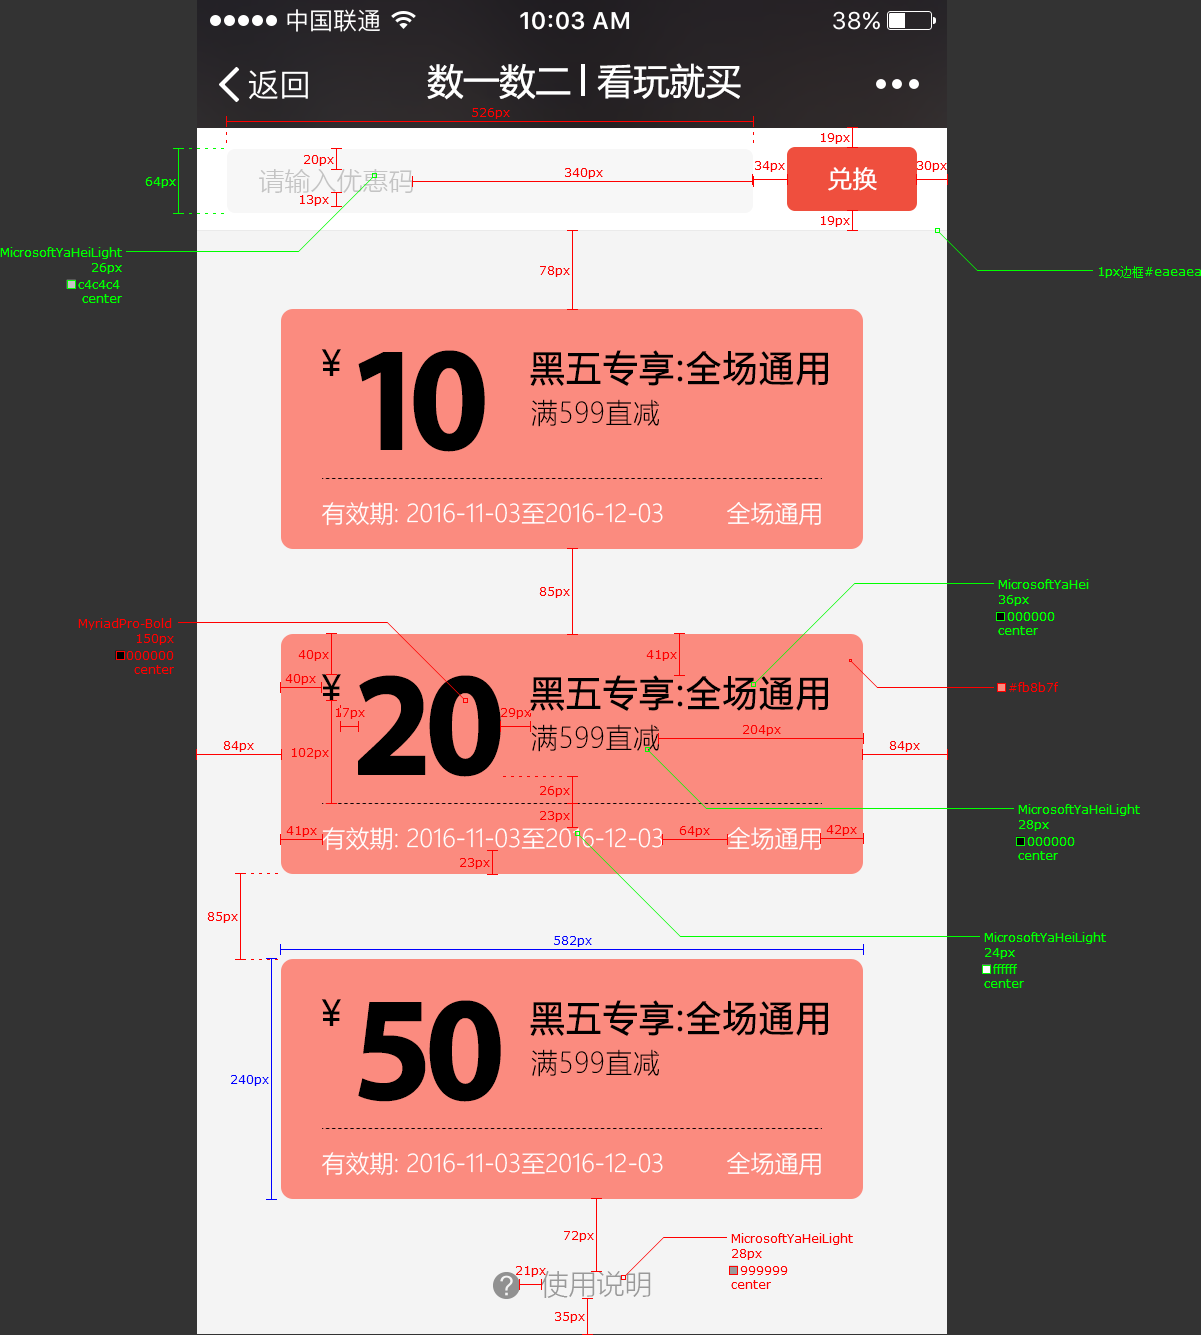 中国联通 10:03 AM 38%
返回 数一数二 | 看玩就买
526px
19px
20px
34px
30px
340px
64px
请输入优惠码
兑换
13px
19px
MicrosoftYaHeiLight
26px
c4c4c4
center
78px
1px边框#eaeaea
¥ 10 黑五专享:全场通用
满599直减
有效期: 2016-11-03至2016-12-03 全场通用
85px
MicrosoftYaHei
36px
000000
center
MyriadPro-Bold
150px
000000
center
40px
41px
40px
#fb8b7f
¥ 20 黑五专享:全场通用
17px
29px
满599直减
204px
84px
102px
84px
26px
23px
MicrosoftYaHeiLight
28px
000000
center
41px
64px
42px
有效期: 2016-11-03至2016-12-03 全场通用
23px
85px
582px
MicrosoftYaHeiLight
24px
ffffff
center
¥ 50 黑五专享:全场通用
满599直减
240px
有效期: 2016-11-03至2016-12-03 全场通用
72px
MicrosoftYaHeiLight
28px
999999
center
21px
? 使用说明
35px